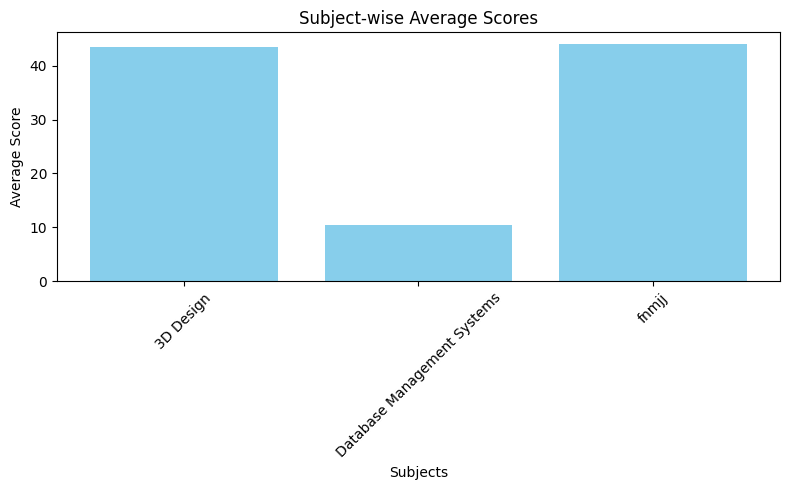 Subject-wise Average Scores
Average Score
40
30
20
10
0
3D Design
Database Management Systems
fnmjj
Subjects